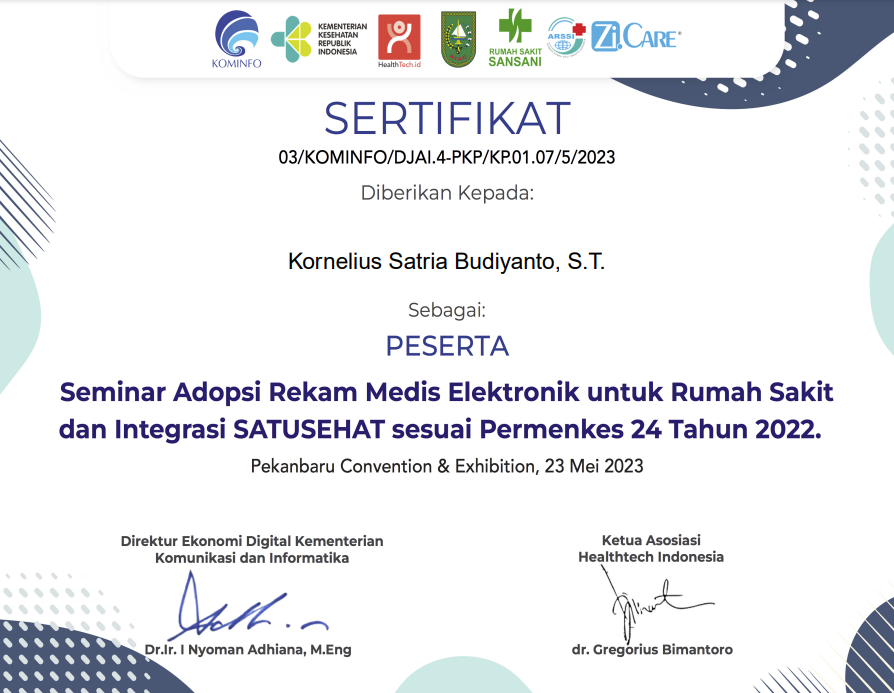 KOMINFO
KEMENTERIAN
KESEHATAN
REPUBLIK
INDONESIA
HealthTech.id
RUMAH SAKIT
SANSANI
ARSSI
Zi.CARE
SERTIFIKAT
03/KOMINFO/DJAI.4-PKP/KP.01.07/5/2023
Diberikan Kepada:
Kornelius Satria Budiyanto, S.T.
Sebagai:
PESERTA
Seminar Adopsi Rekam Medis Elektronik untuk Rumah Sakit
dan Integrasi SATUSEHAT sesuai Permenkes 24 Tahun 2022.
Pekanbaru Convention & Exhibition, 23 Mei 2023
Direktur Ekonomi Digital Kementerian
Komunikasi dan Informatika
Dr.Ir. I Nyoman Adhiana, M.Eng
Ketua Asosiasi
Healthtech Indonesia
dr. Gregorius Bimantoro